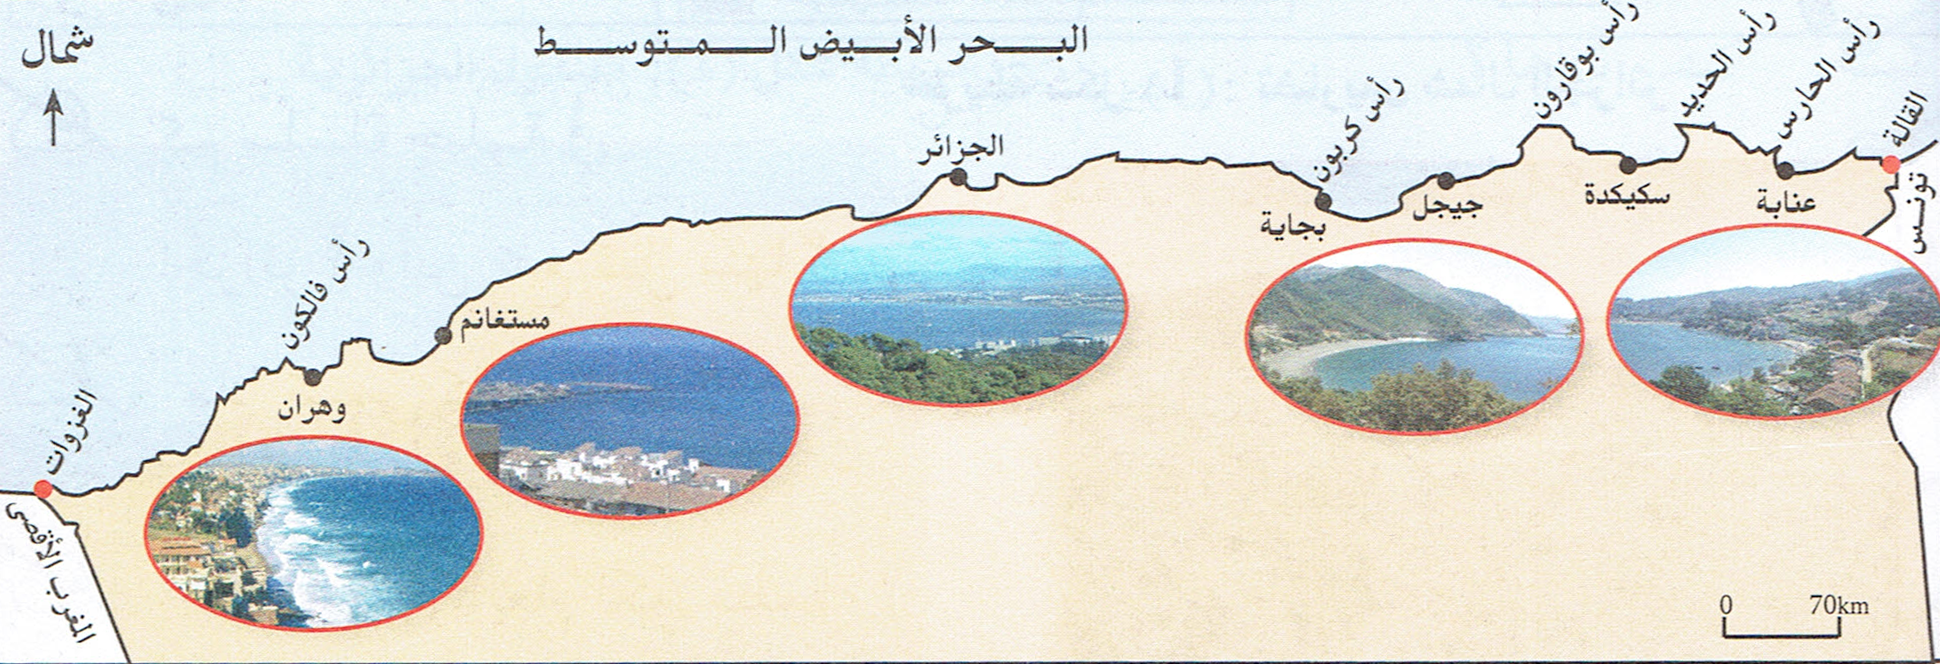 البحر الأبيض المتوسط
شمال
رأس بوقارون
رأس الحديد
رأس الحارس
القالة
تونس
رأس كربون
الجزائر
عنابة
سكيكدة
جيجل
بجاية
رأس فالكون
مستغانم
وهران
الغزوات
المغرب الأقصى
0 70km